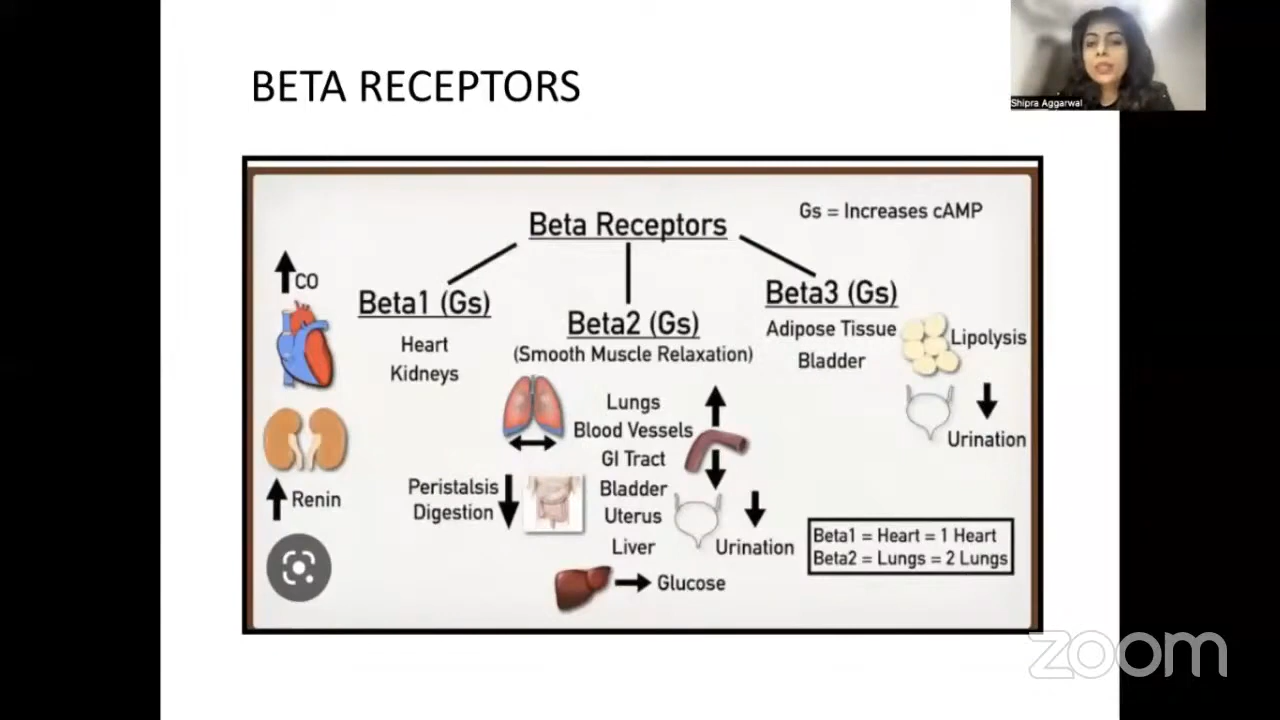 BETA RECEPTORS
Shipra Aggarwal
Gs = Increases cAMP
Beta Receptors
CO
Beta1 (Gs)
Heart
Kidneys
Renin
Beta2 (Gs)
(Smooth Muscle Relaxation)
Lungs
Blood Vessels
GI Tract
Bladder
Uterus
Liver
Peristalsis
Digestion
Urination
Glucose
Beta3 (Gs)
Adipose Tissue
Bladder
Lipolysis
Urination
Beta1 = Heart = 1 Heart
Beta2 = Lungs = 2 Lungs
zoom